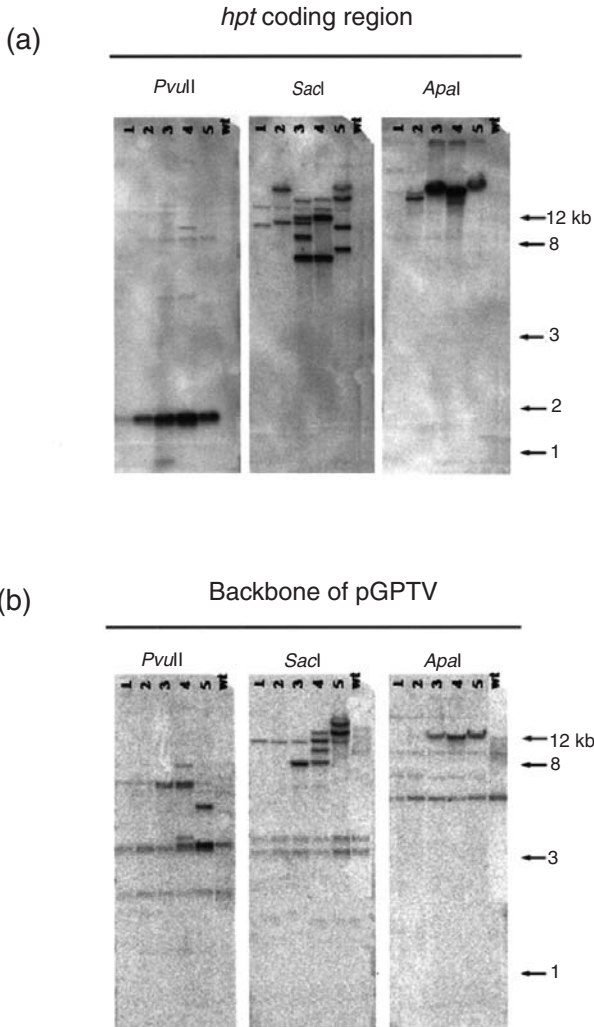 (a)
hpt coding region
PvuII SacI ApaI
1 2 3 4 5 wt 1 2 3 4 5 wt 1 2 3 4 5 wt
12 kb
8
3
2
1
(b)
Backbone of pGPTV
PvuII SacI ApaI
1 2 3 4 5 wt 1 2 3 4 5 wt 1 2 3 4 5 wt
12 kb
8
3
1